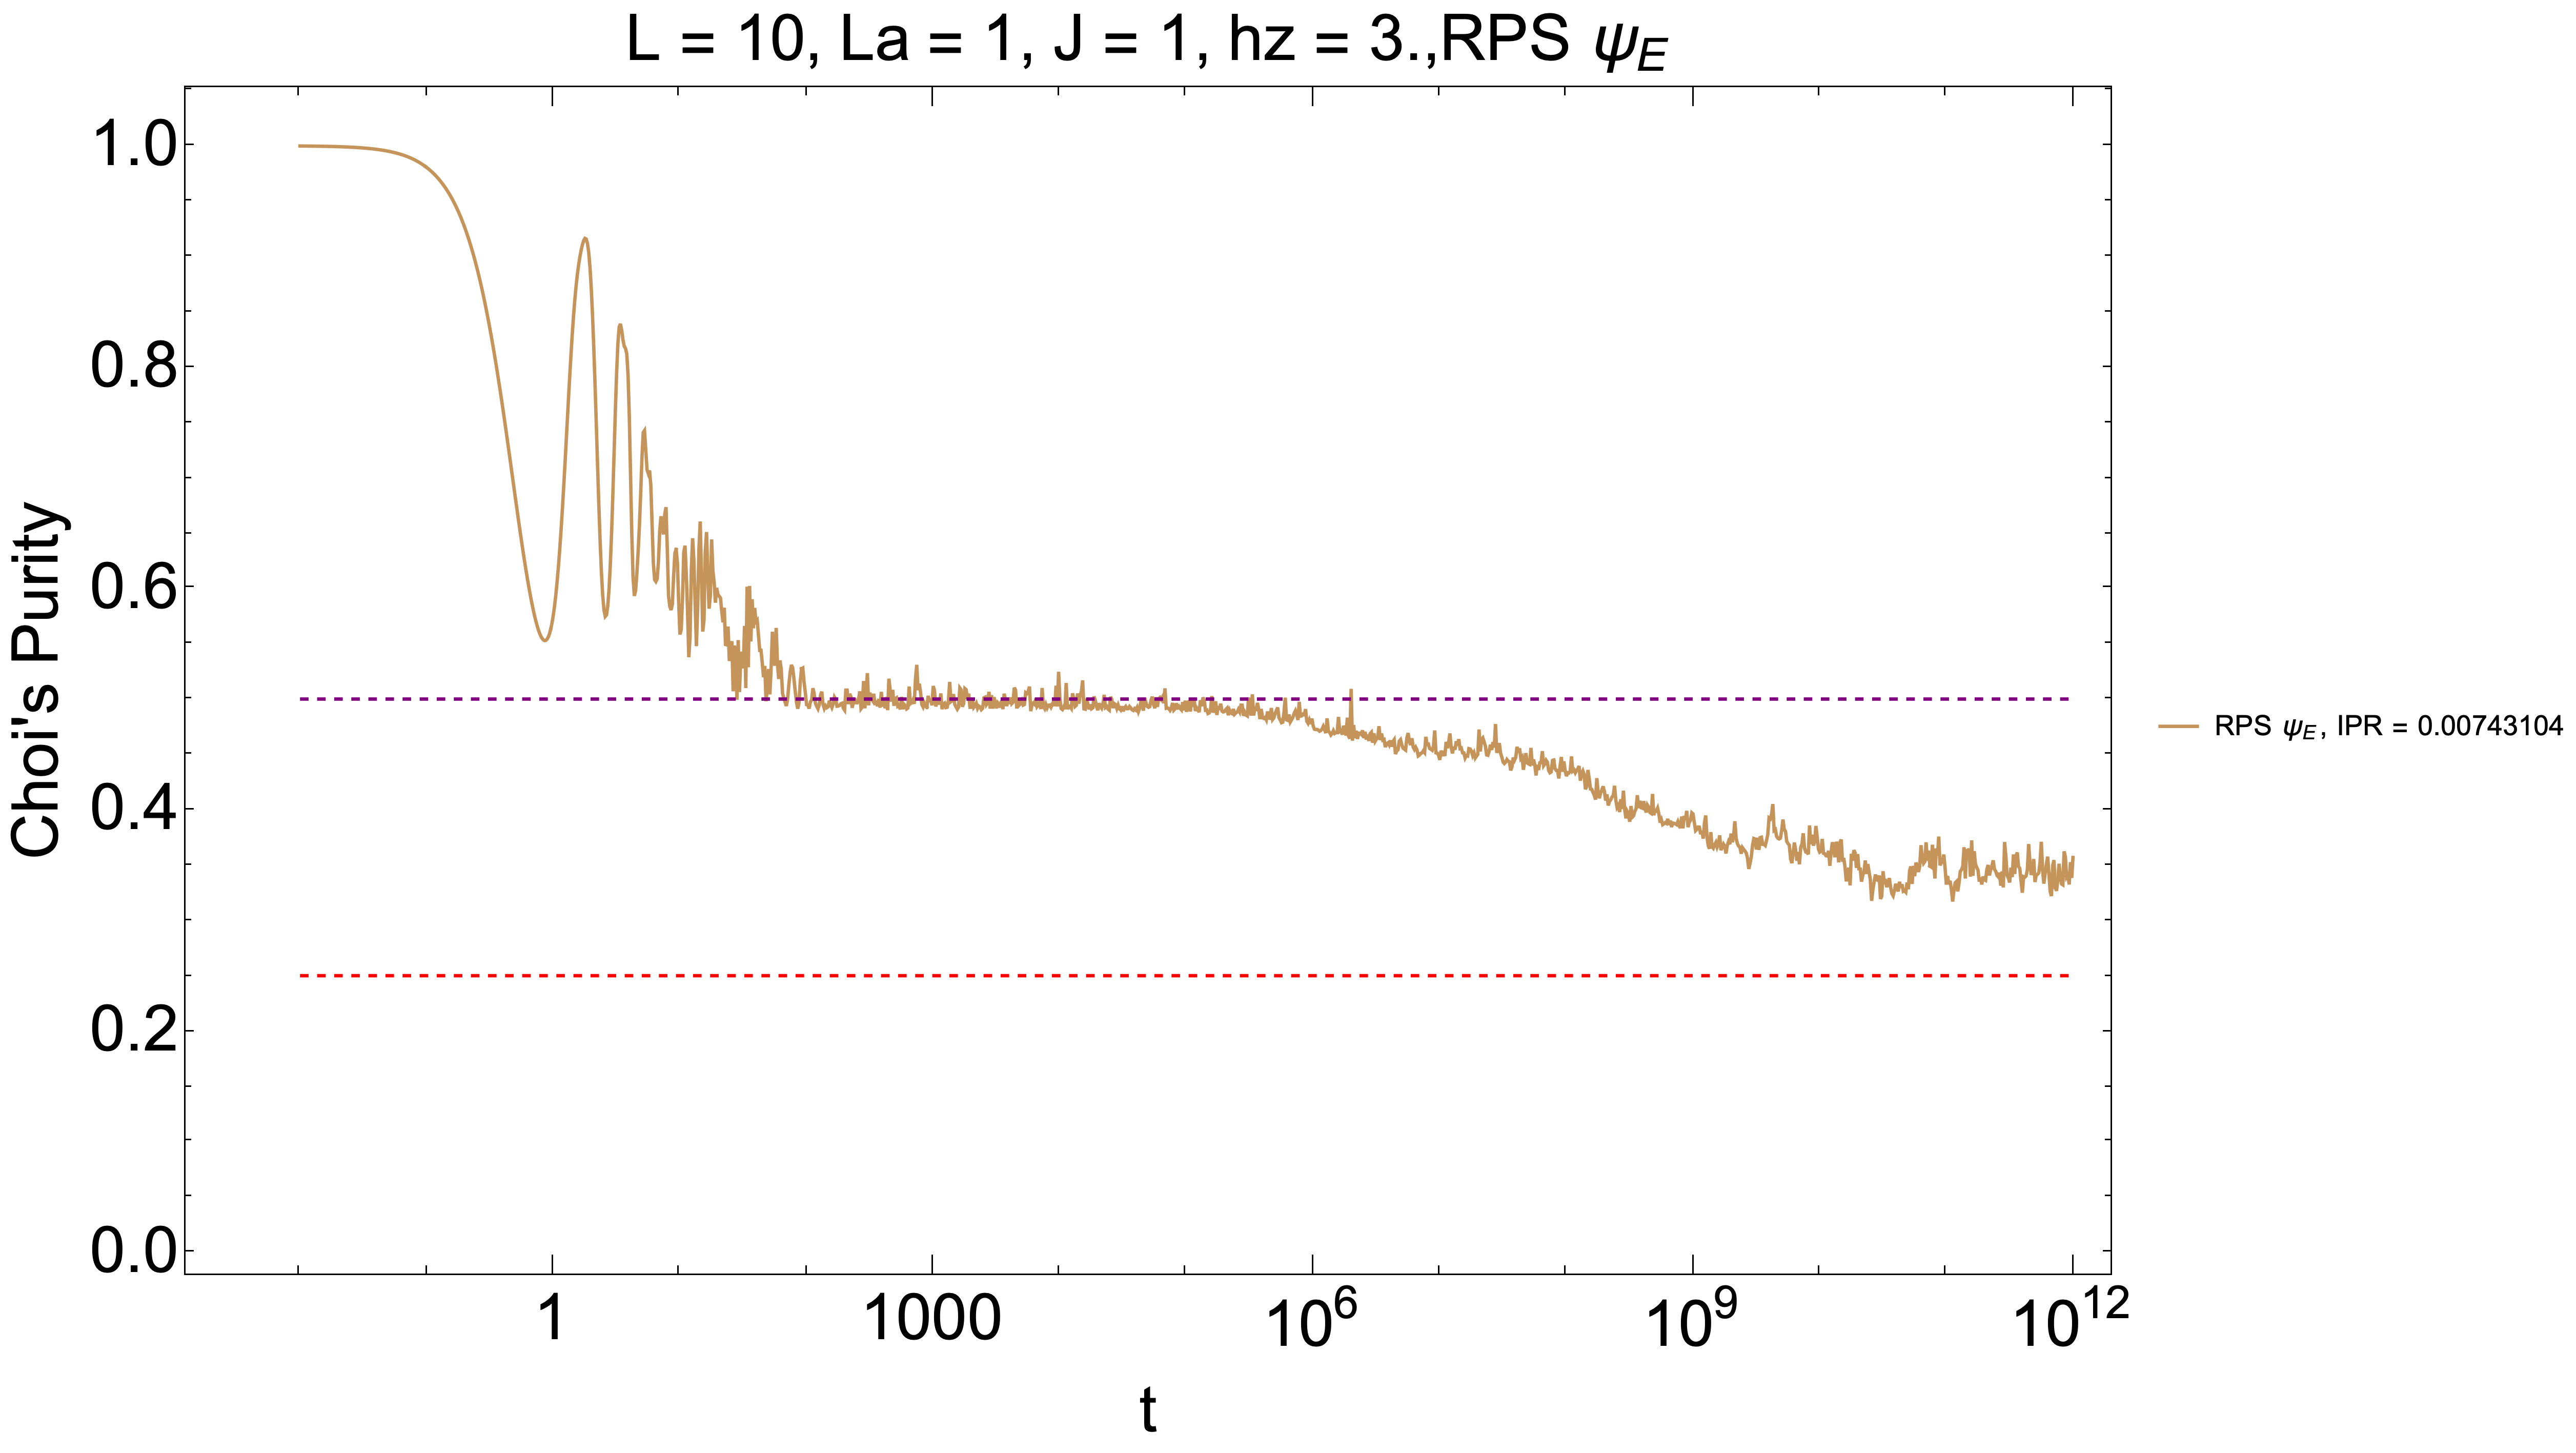 L = 10, La = 1, J = 1, hz = 3.,RPS ψE
Choi's Purity
1.0
0.8
0.6
0.4
0.2
0.0
1 1000 10^6 10^9 10^12
t
RPS ψE, IPR = 0.00743104